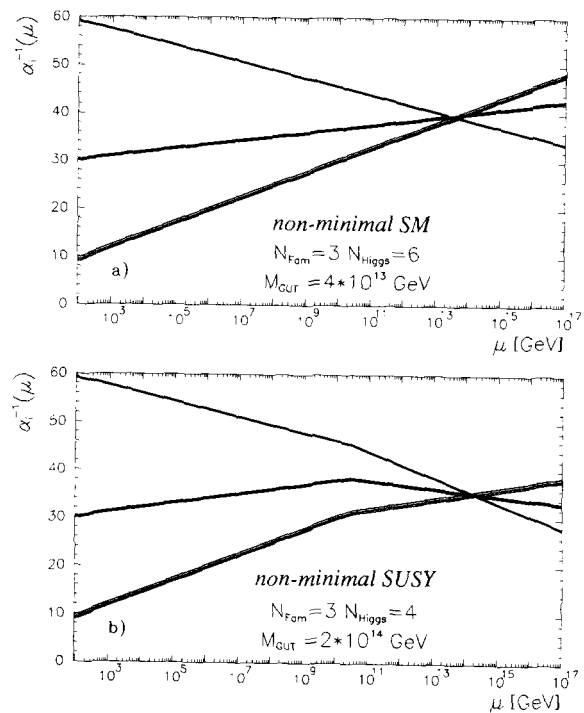 60
50
40
30
20
10
0
α_i^{-1}(μ)
non-minimal SM
N_Fam=3 N_Higgs=6
M_GUT=4*10^13 GeV
a)
10^3 10^5 10^7 10^9 10^11 10^13 10^15 10^17
μ [GeV]
60
50
40
30
20
10
0
α_i^{-1}(μ)
non-minimal SUSY
N_Fam=3 N_Higgs=4
M_GUT=2*10^14 GeV
b)
10^3 10^5 10^7 10^9 10^11 10^13 10^15 10^17
μ [GeV]